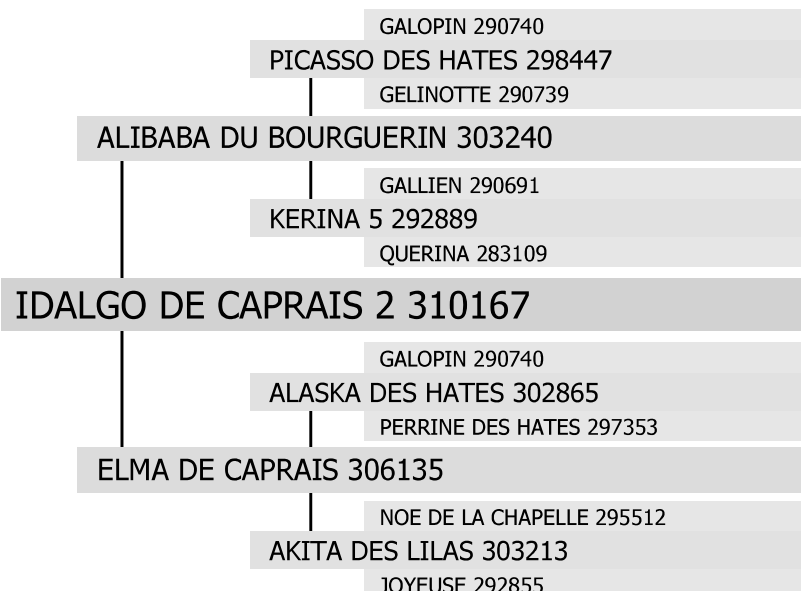 GALOPIN 290740
PICASSO DES HATES 298447
GELINOTTE 290739
ALIBABA DU BOURGUERIN 303240
GALLIEN 290691
KERINA 5 292889
QUERINA 283109
IDALGO DE CAPRAIS 2 310167
GALOPIN 290740
ALASKA DES HATES 302865
PERRINE DES HATES 297353
ELMA DE CAPRAIS 306135
NOE DE LA CHAPELLE 295512
AKITA DES LILAS 303213
JOYEUSE 292855